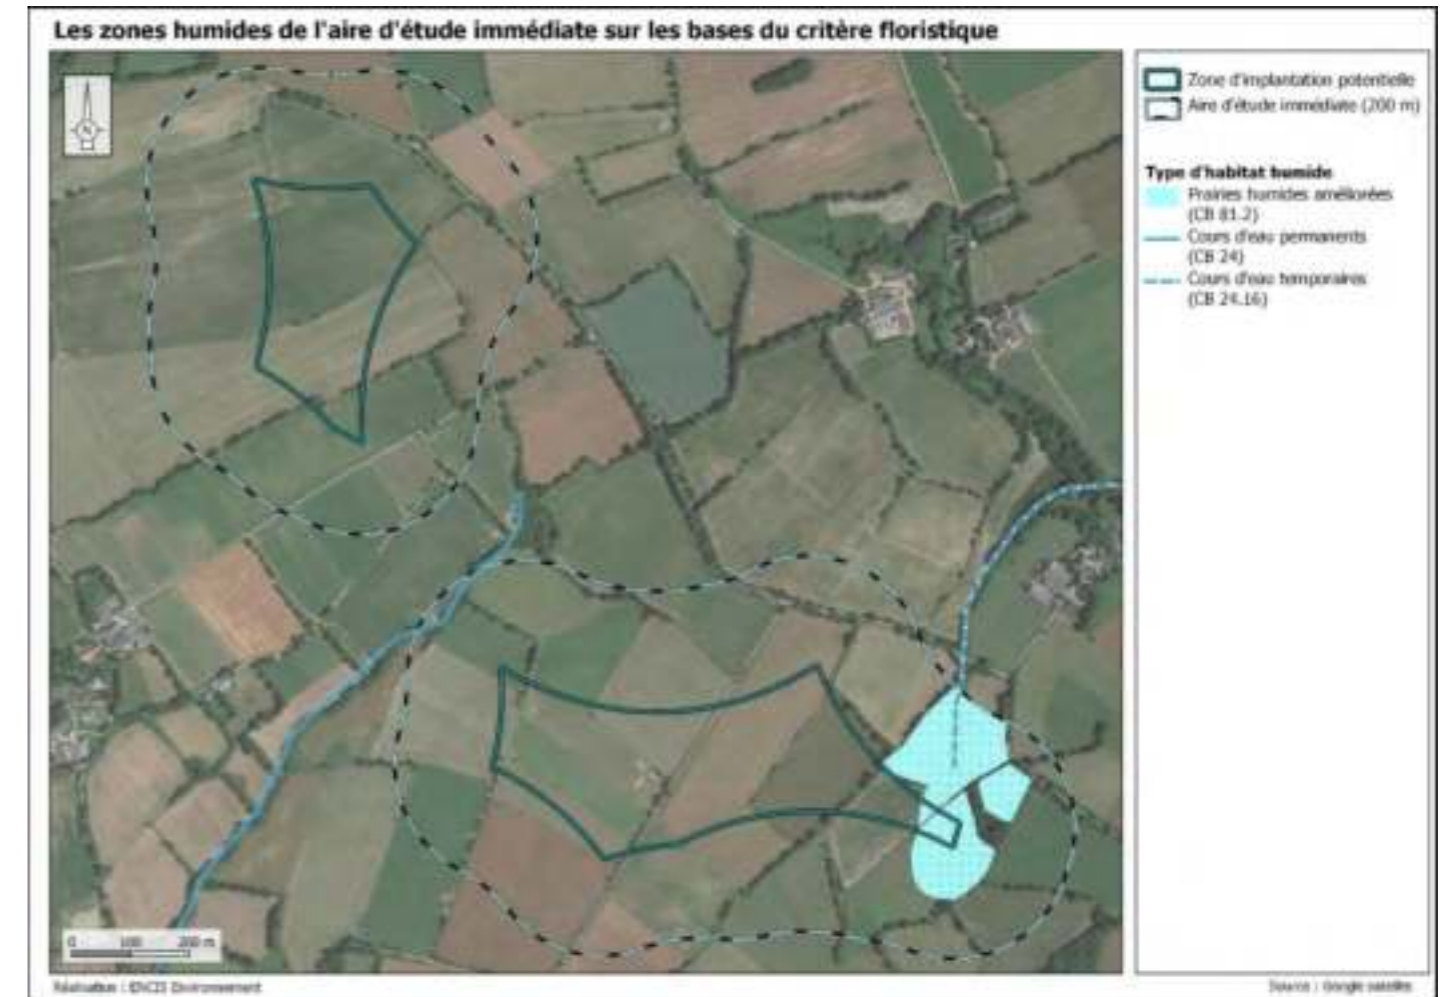 Les zones humides de l'aire d'étude immédiate sur les bases du critère floristique
N
Zone d'implantation potentielle
Aire d'étude immédiate (200 m)
Type d'habitat humide
Prairies humides améliorées
(CB 81.2)
Cours d'eau permanents
(CB 24)
Cours d'eau temporaires
(CB 24.16)
0 100 200 m
Réalisation : ENCIS Environnement
Source : Google satellite